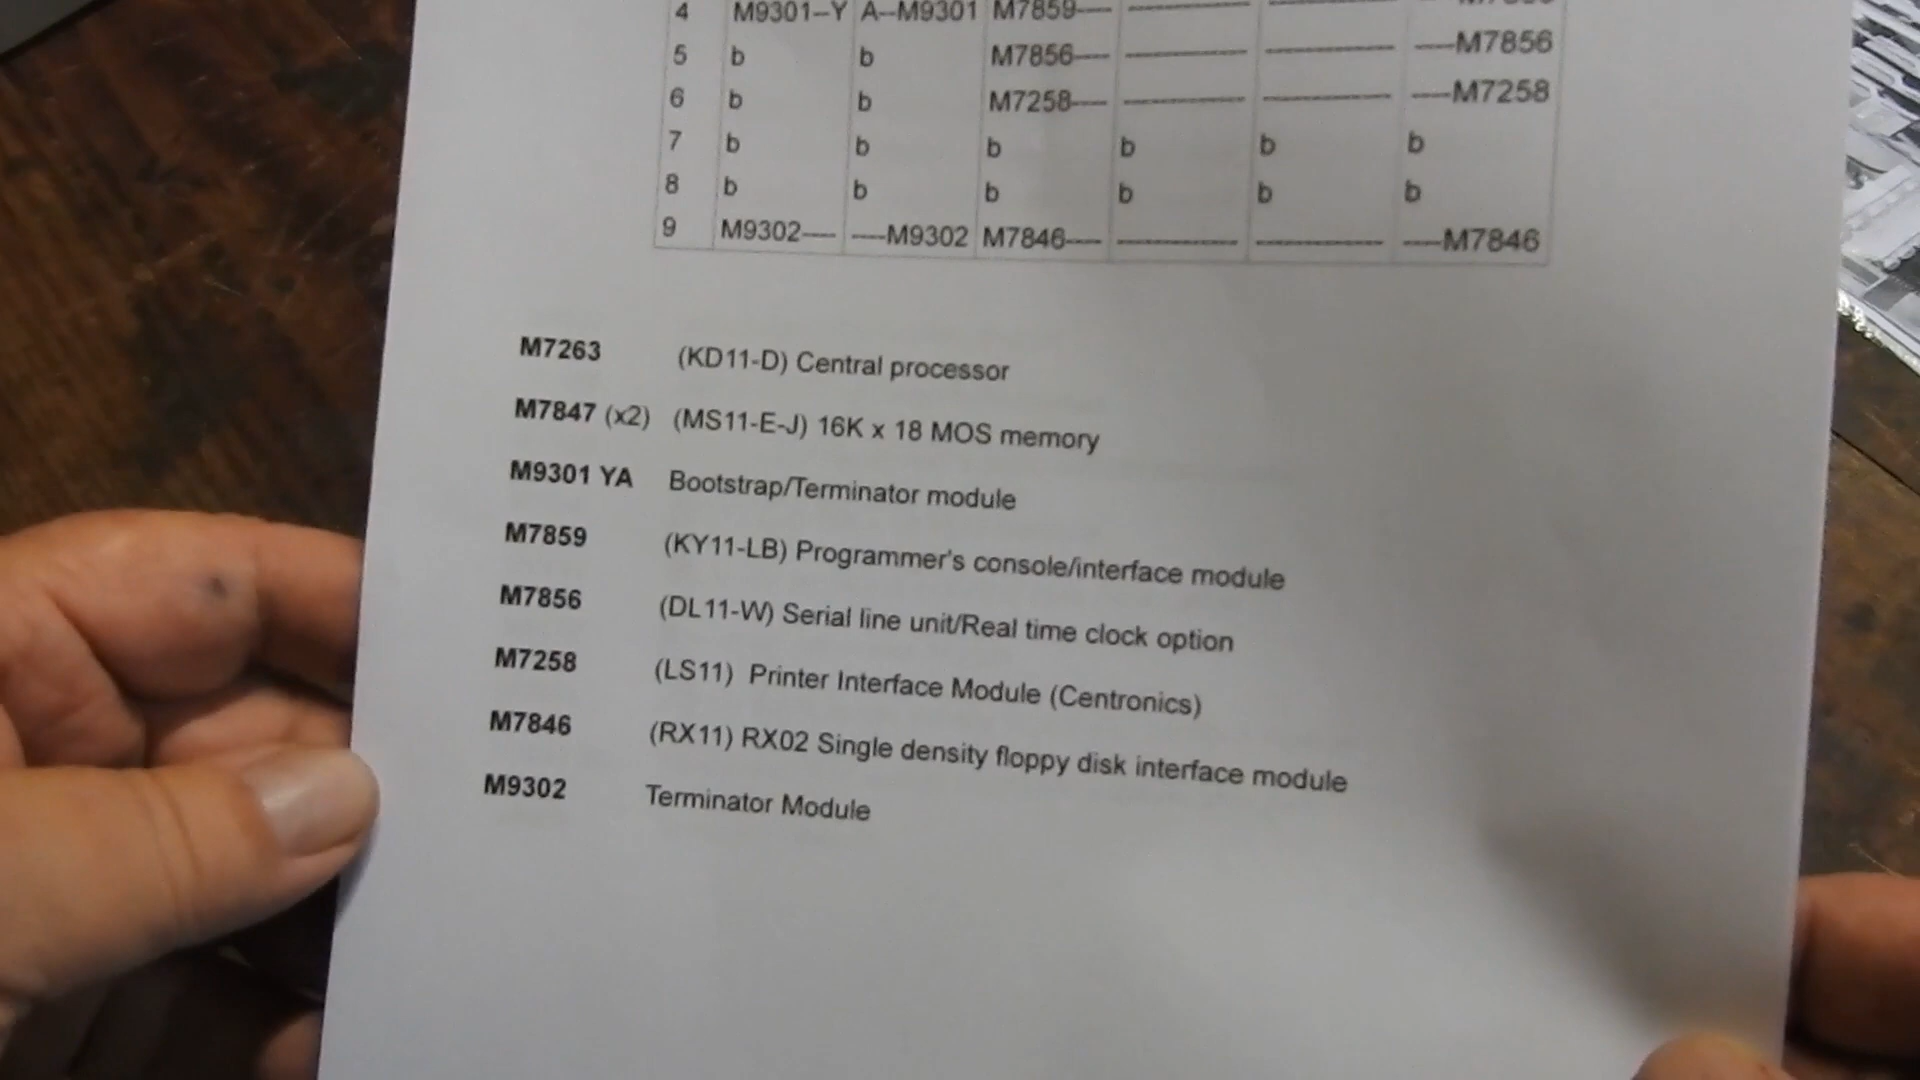 4 M9301--Y A--M9301 M7859---- -------------------- --------------------
5 b b M7856---- -------------------- -------------------- ----M7856
6 b b M7258---- -------------------- -------------------- ----M7258
7 b b b b b b
8 b b b b b b
9 M9302---- ----M9302 M7846---- -------------------- -------------------- ----M7846
M7263 (KD11-D) Central processor
M7847 (x2) (MS11-E-J) 16K x 18 MOS memory
M9301 YA Bootstrap/Terminator module
M7859 (KY11-LB) Programmer's console/interface module
M7856 (DL11-W) Serial line unit/Real time clock option
M7258 (LS11) Printer Interface Module (Centronics)
M7846 (RX11) RX02 Single density floppy disk interface module
M9302 Terminator Module